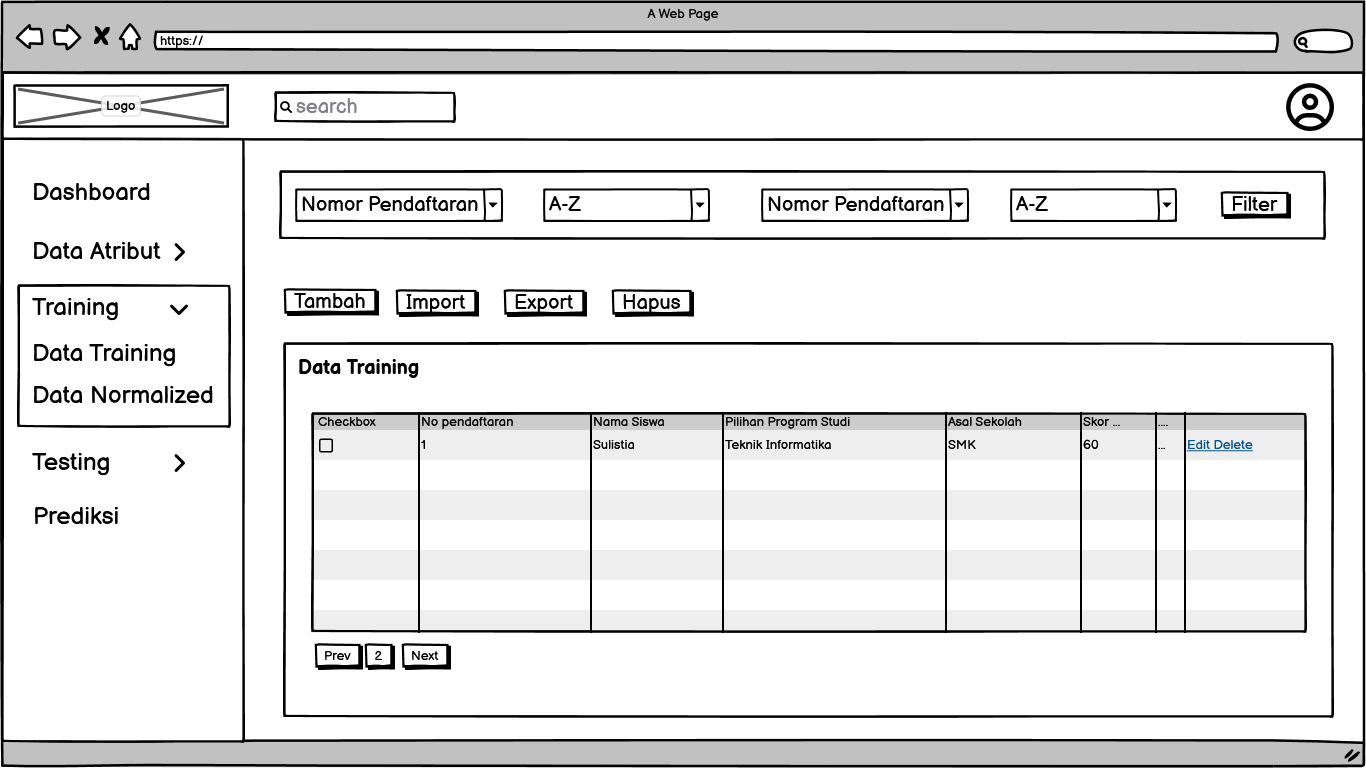 A Web Page
https://
Logo
search
Dashboard
Data Atribut
Training
Data Training
Data Normalized
Testing
Prediksi
Nomor Pendaftaran A-Z Nomor Pendaftaran A-Z Filter
Tambah Import Export Hapus
Data Training
Checkbox No pendaftaran Nama Siswa Pilihan Program Studi Asal Sekolah Skor ... ....
1 Sulistia Teknik Informatika SMK 60 ... Edit Delete
Prev 2 Next